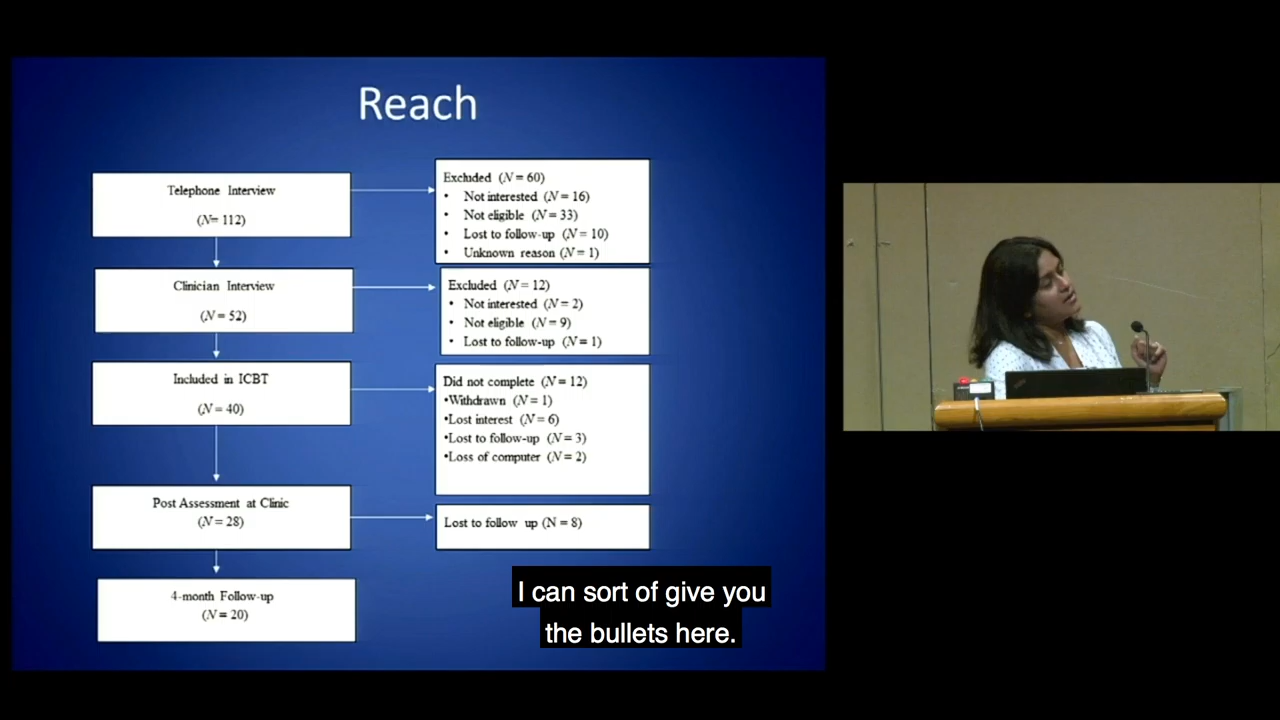 Reach
Telephone Interview
(N= 112)
Excluded (N = 60)
• Not interested (N = 16)
• Not eligible (N = 33)
• Lost to follow-up (N = 10)
• Unknown reason (N = 1)
Clinician Interview
(N = 52)
Excluded (N = 12)
• Not interested (N = 2)
• Not eligible (N = 9)
• Lost to follow-up (N = 1)
Included in ICBT
(N = 40)
Did not complete (N = 12)
•Withdrawn (N = 1)
•Lost interest (N = 6)
•Lost to follow-up (N = 3)
•Loss of computer (N = 2)
Post Assessment at Clinic
(N = 28)
Lost to follow up (N = 8)
4-month Follow-up
(N = 20)
I can sort of give you
the bullets here.